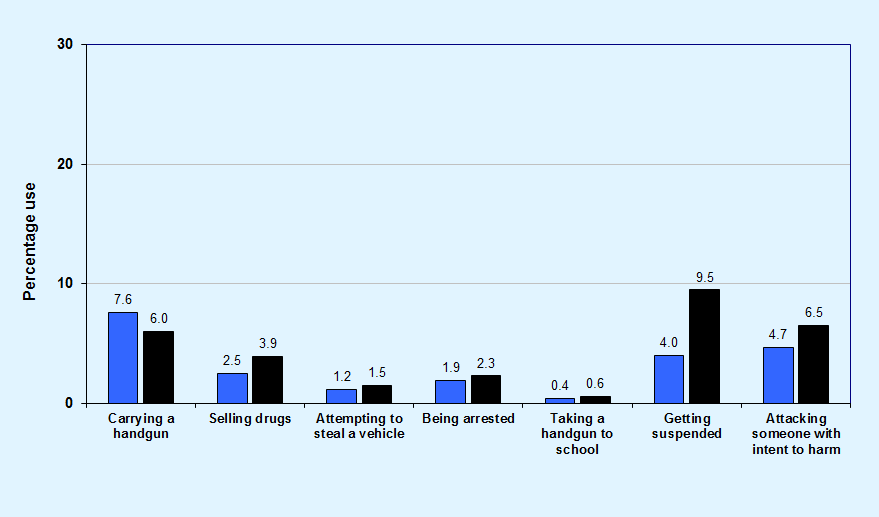 30
20
10
0
Percentage use
7.6
6.0
2.5
3.9
1.2
1.5
1.9
2.3
0.4
0.6
4.0
9.5
4.7
6.5
Carrying a
handgun
Selling drugs
Attempting to
steal a vehicle
Being arrested
Taking a
handgun to
school
Getting
suspended
Attacking
someone with
intent to harm